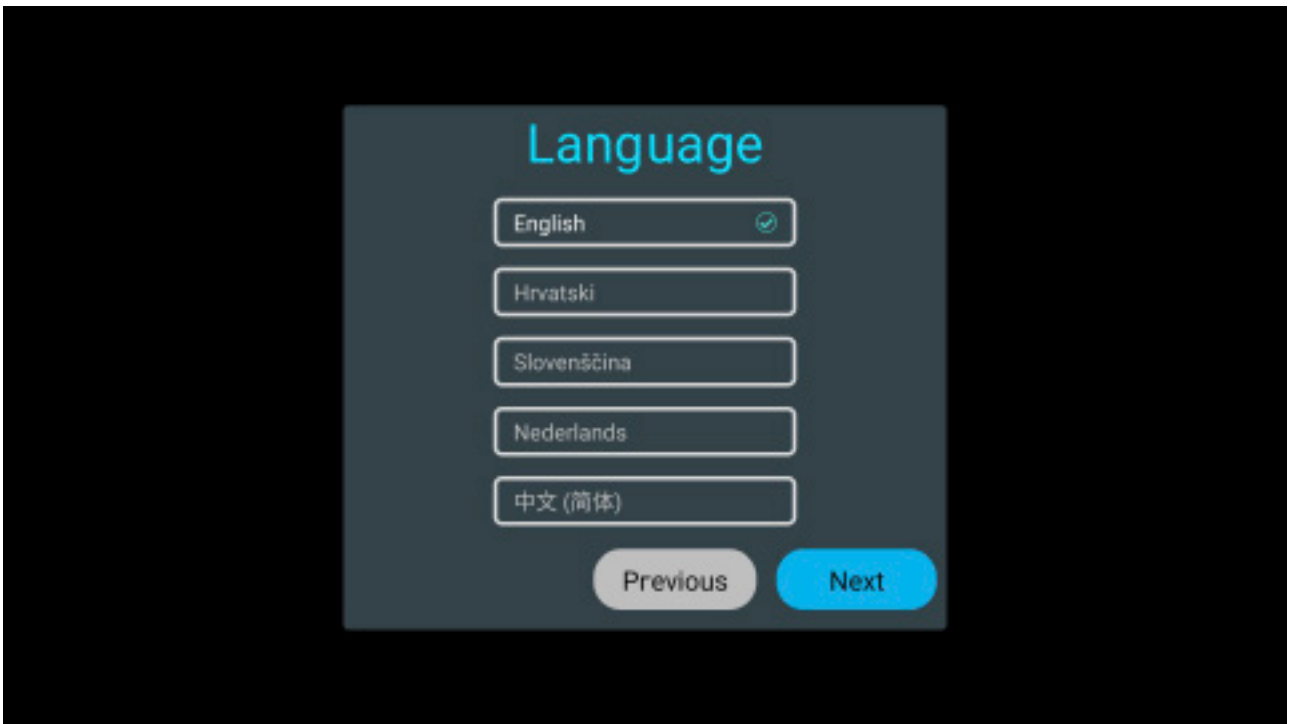 Language
English
Hrvatski
Slovenščina
Nederlands
中文 (简体)
Previous Next